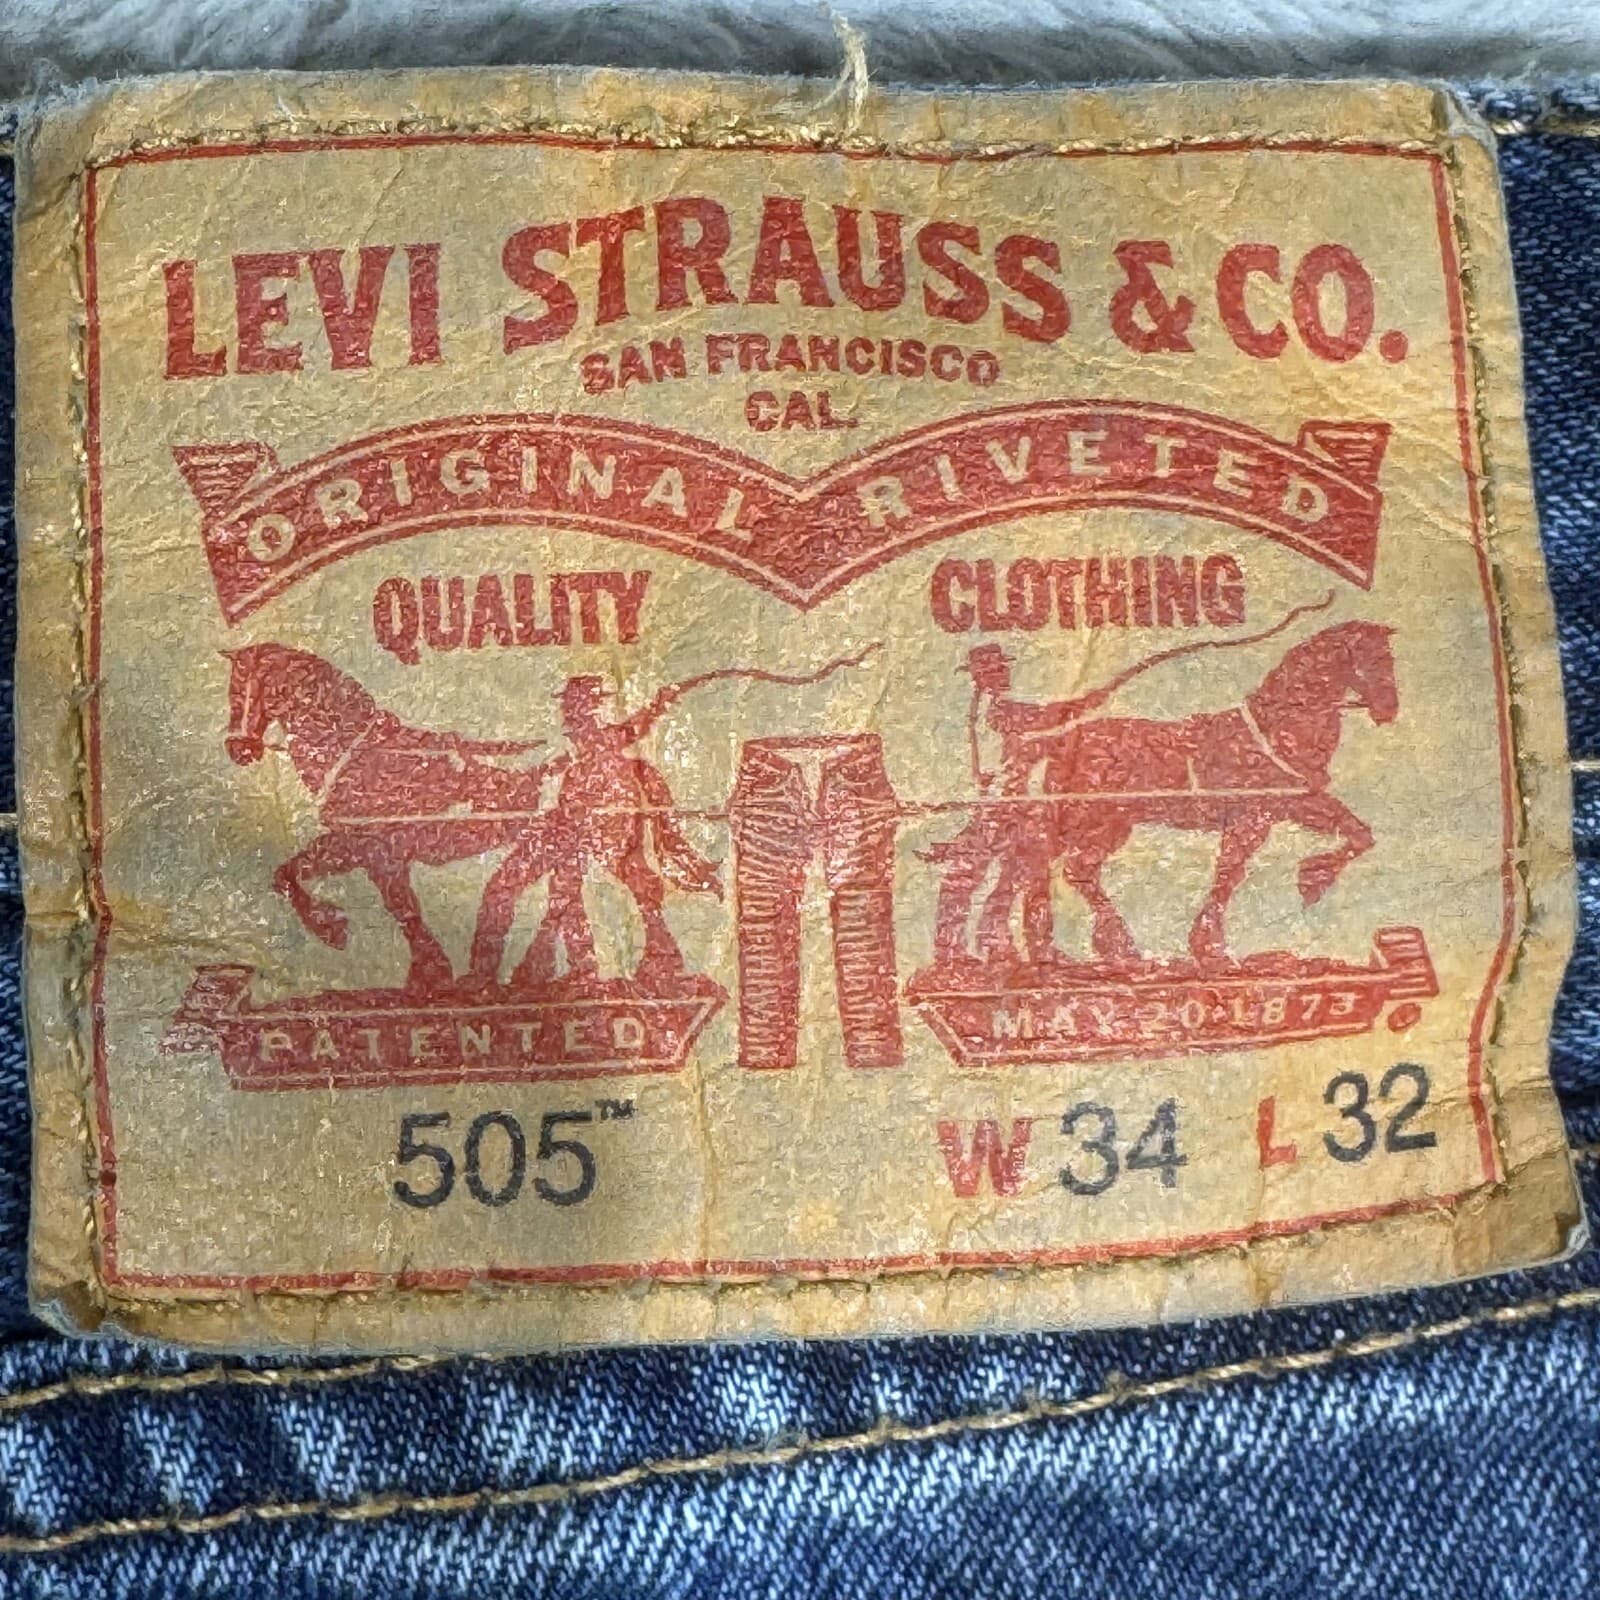 LEVI STRAUSS & CO.
SAN FRANCISCO
CAL.
ORIGINAL RIVETED
QUALITY CLOTHING
PATENTED MAY 20 1873
505™ W 34 L 32